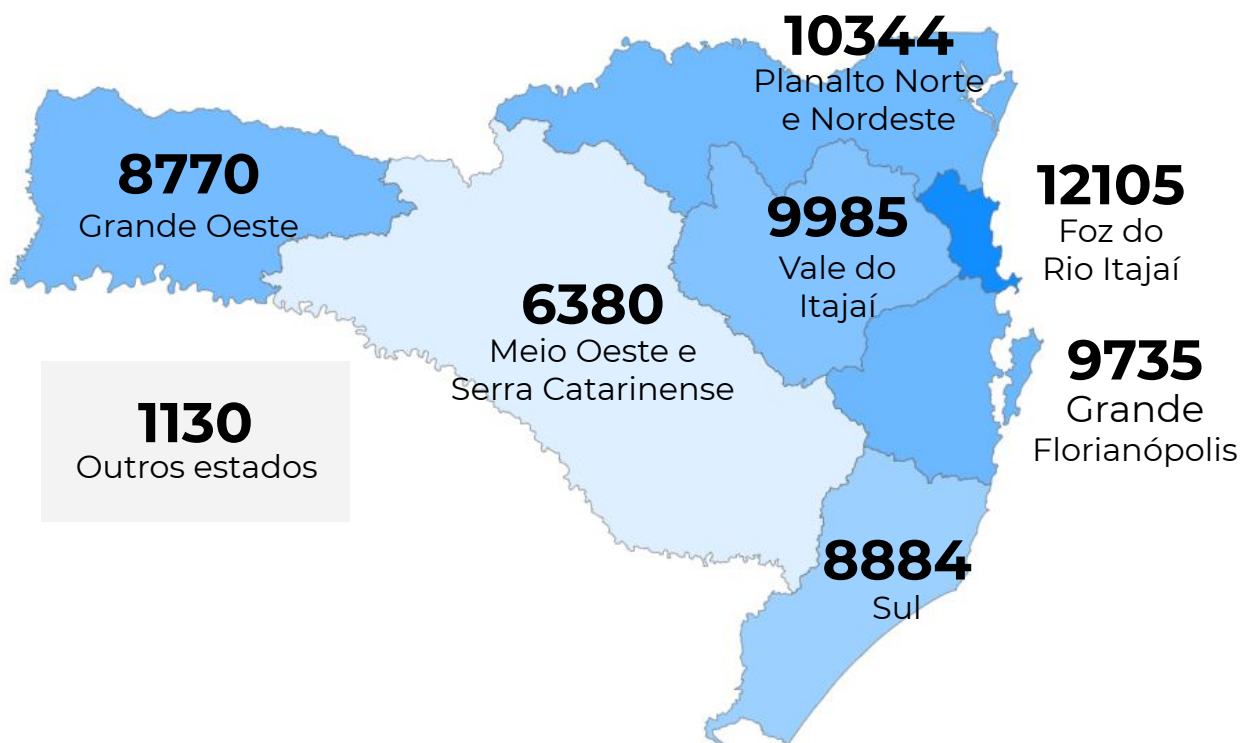 10344
Planalto Norte
e Nordeste
8770
Grande Oeste
12105
Foz do
Rio Itajaí
9985
Vale do
Itajaí
6380
Meio Oeste e
Serra Catarinense
9735
Grande
Florianópolis
1130
Outros estados
8884
Sul